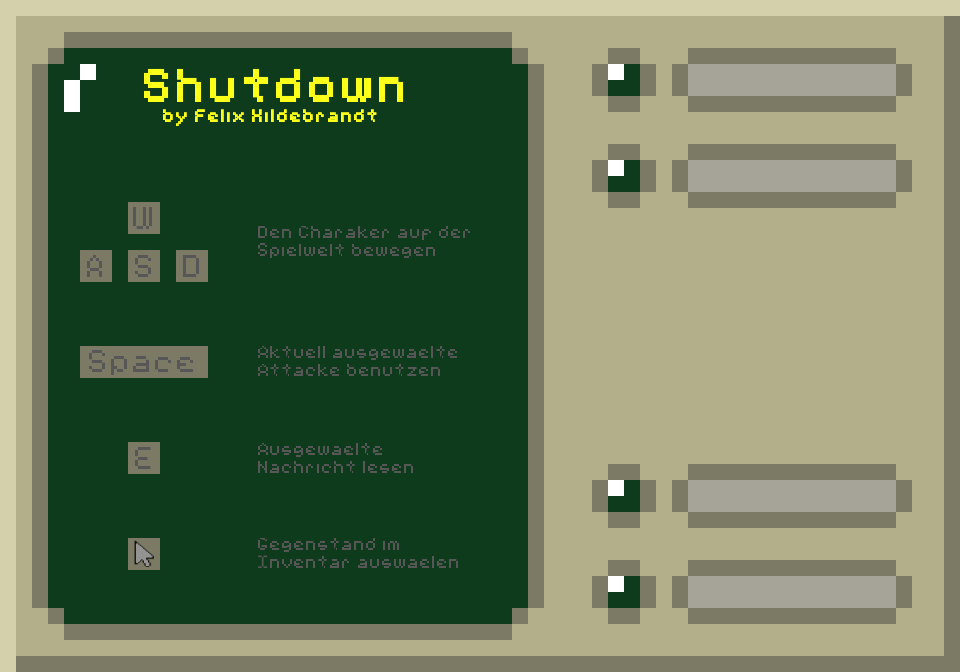 Shutdown
by Felix Hildebrandt
W
A S D
Den Charaker auf der
Spielwelt bewegen
Space
Aktuell ausgewaelte
Attacke benutzen
E
Ausgewaelte
Nachricht lesen
Gegenstand im
Inventar auswaelen